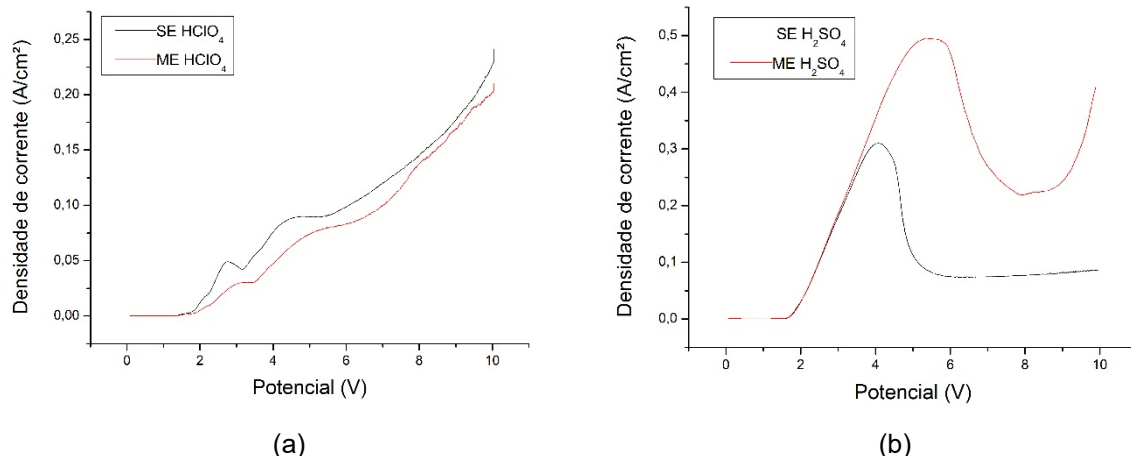 SE HClO₄
ME HClO₄
0,25
0,20
0,15
0,10
0,05
0,00
Densidade de corrente (A/cm²)
0 2 4 6 8 10
Potencial (V)
(a)
SE H₂SO₄
ME H₂SO₄
0,5
0,4
0,3
0,2
0,1
0,0
Densidade de corrente (A/cm²)
0 2 4 6 8 10
Potencial (V)
(b)